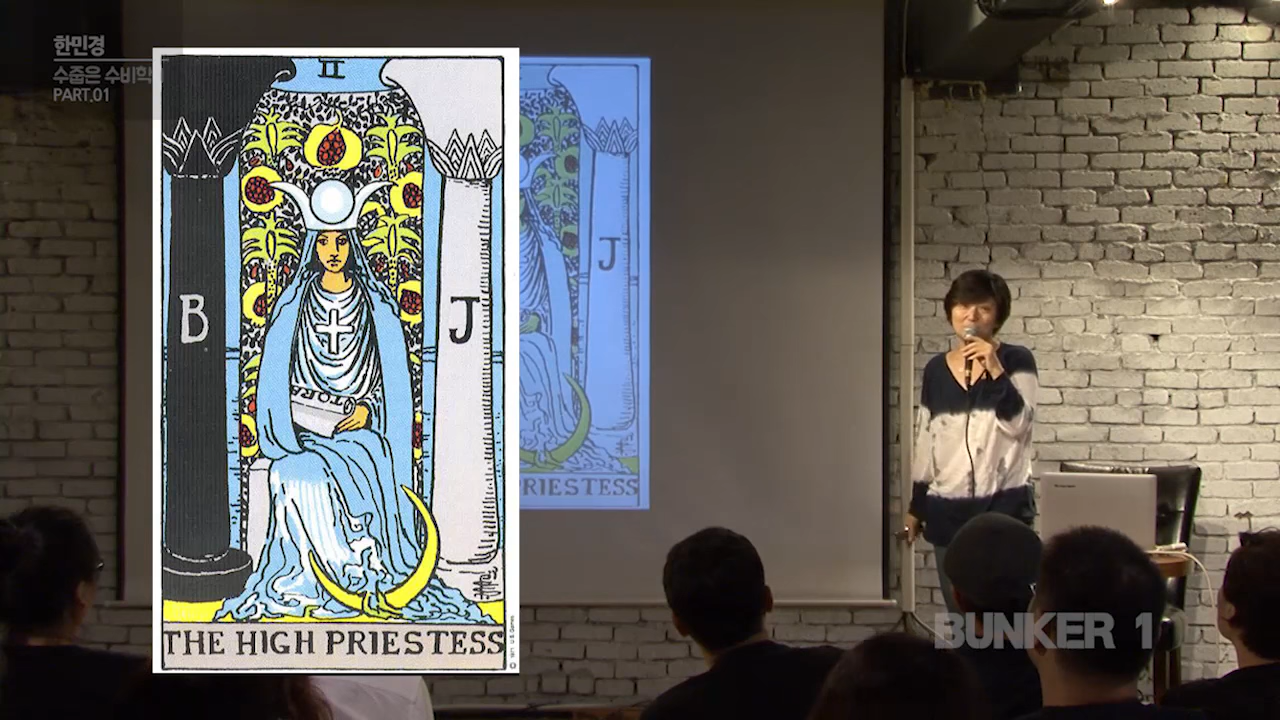 한민경
수줍은 수비학
PART.01
II
B
J
TORA
THE HIGH PRIESTESS
J
PRIESTESS
BUNKER 1